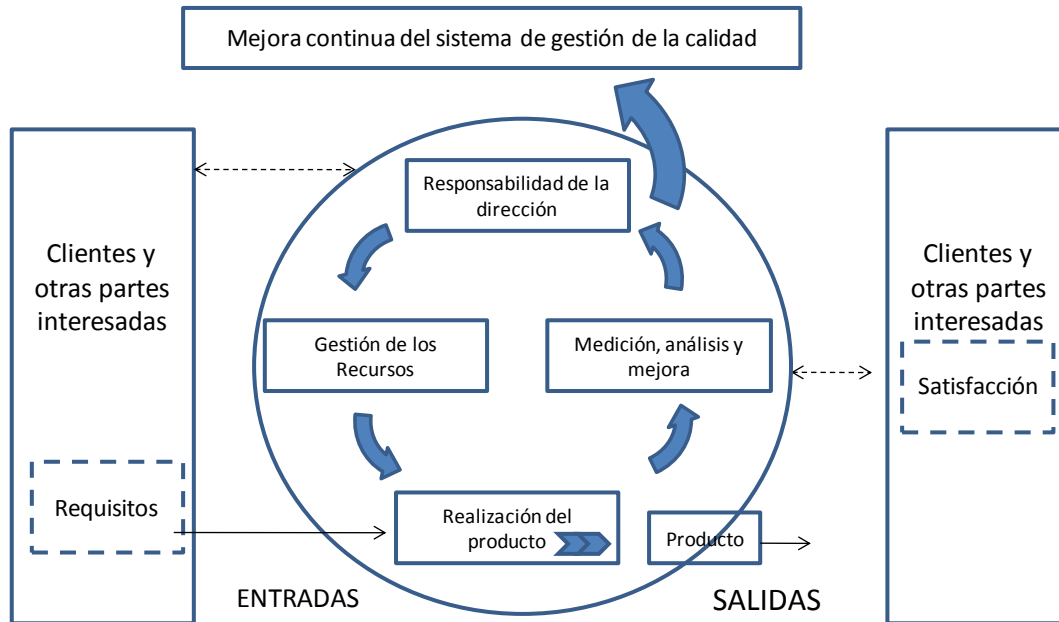 Mejora continua del sistema de gestión de la calidad
Clientes y
otras partes
interesadas
Requisitos
Responsabilidad de la
dirección
Gestión de los
Recursos
Medición, análisis y
mejora
Realización del
producto
Producto
ENTRADAS
SALIDAS
Clientes y
otras partes
interesadas
Satisfacción